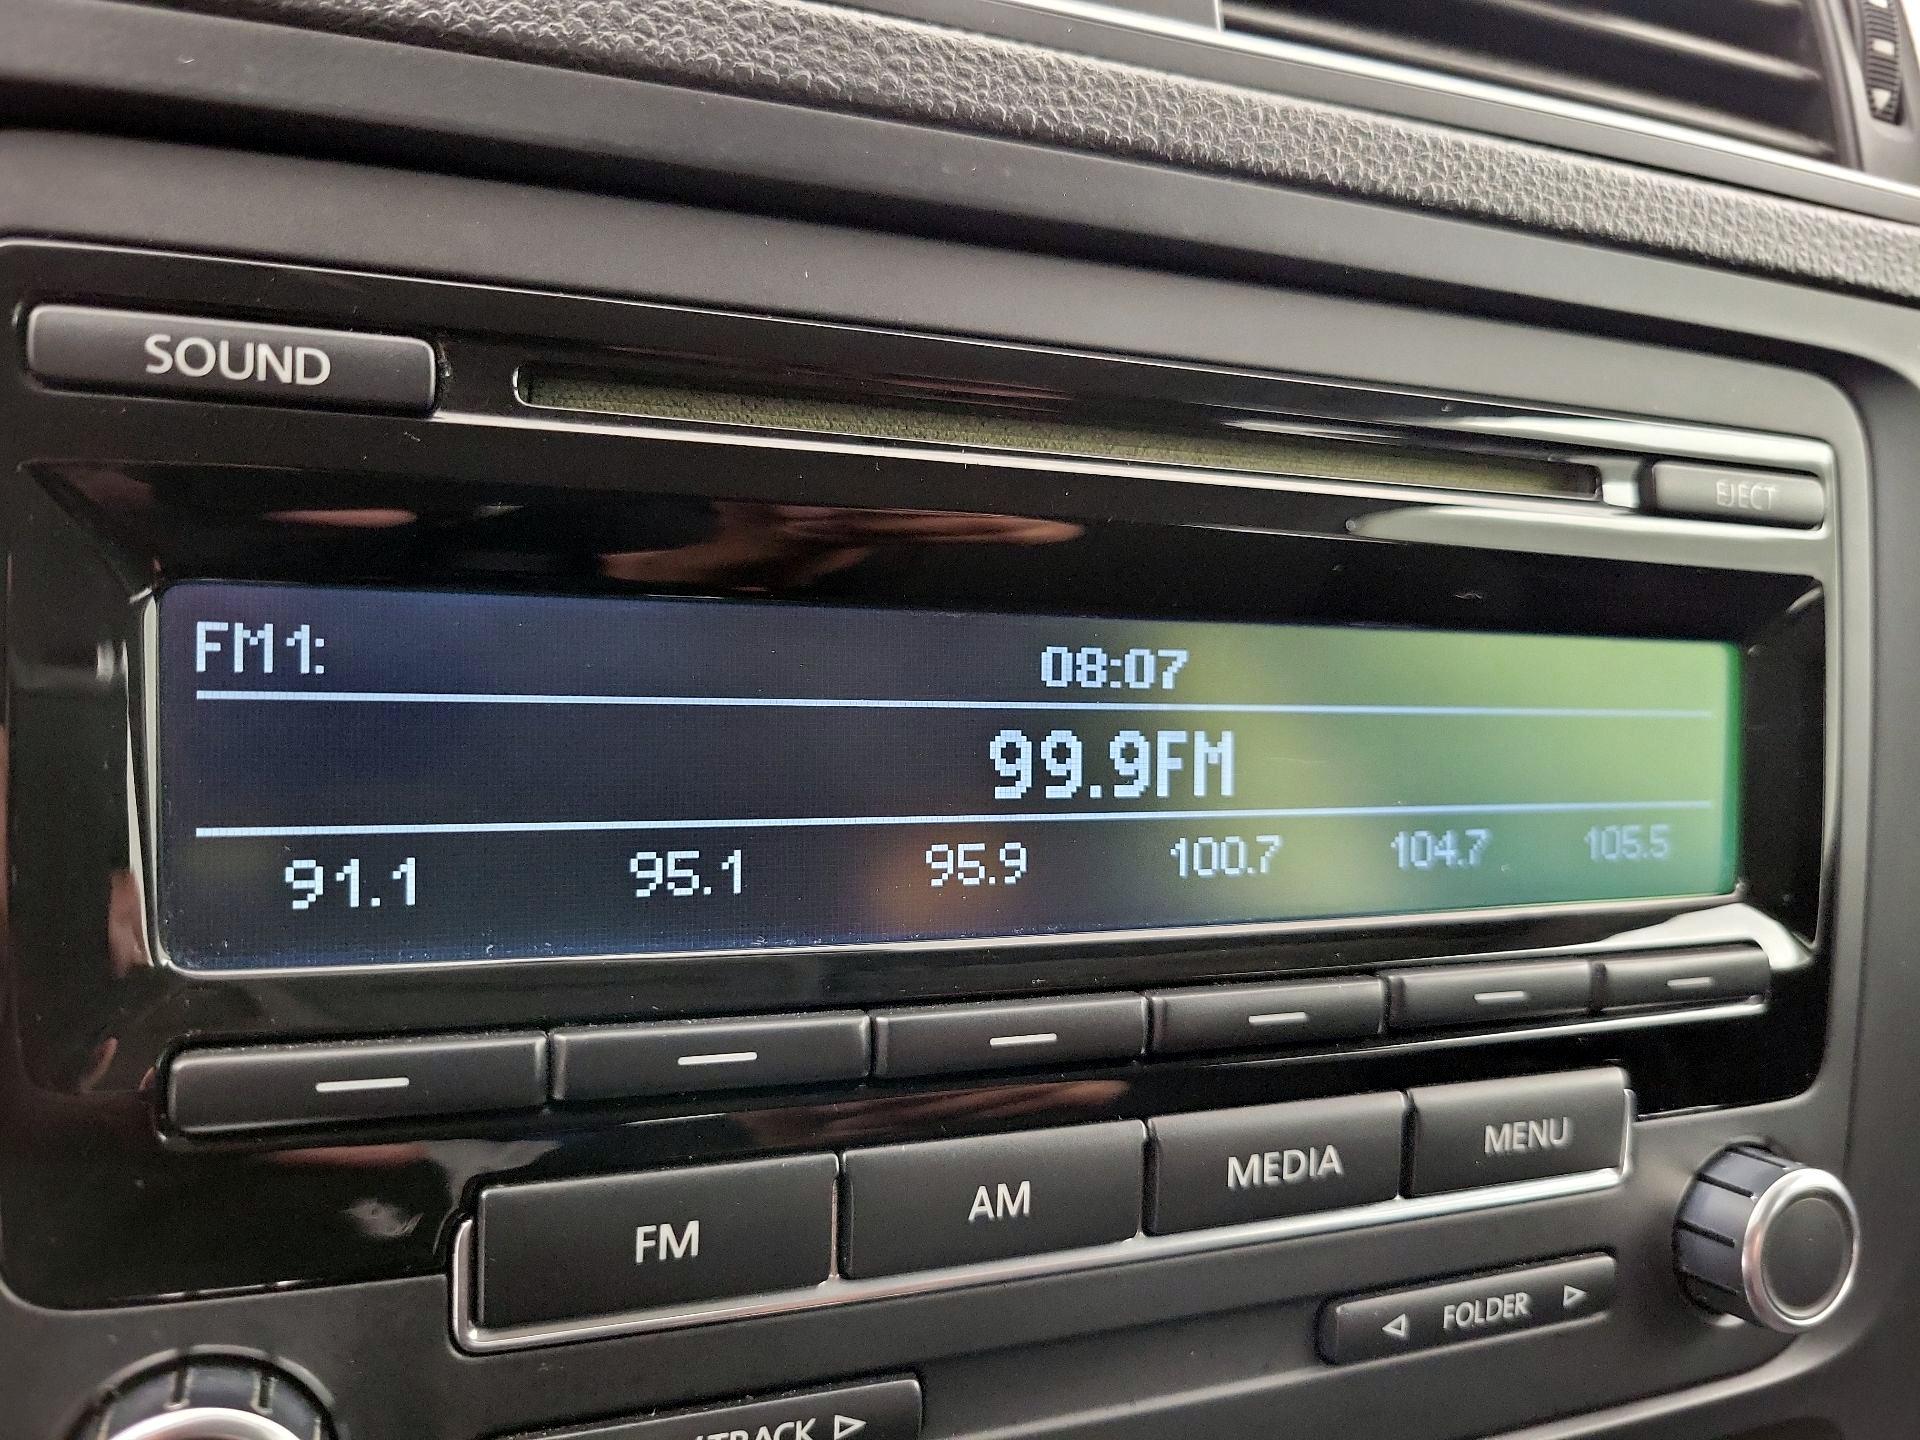 SOUND
EJECT
FM1:
08:07
99.9FM
91.1 95.1 95.9 100.7 104.7 105.5
FM AM MEDIA MENU
◁ FOLDER ▷
TRACK ▷